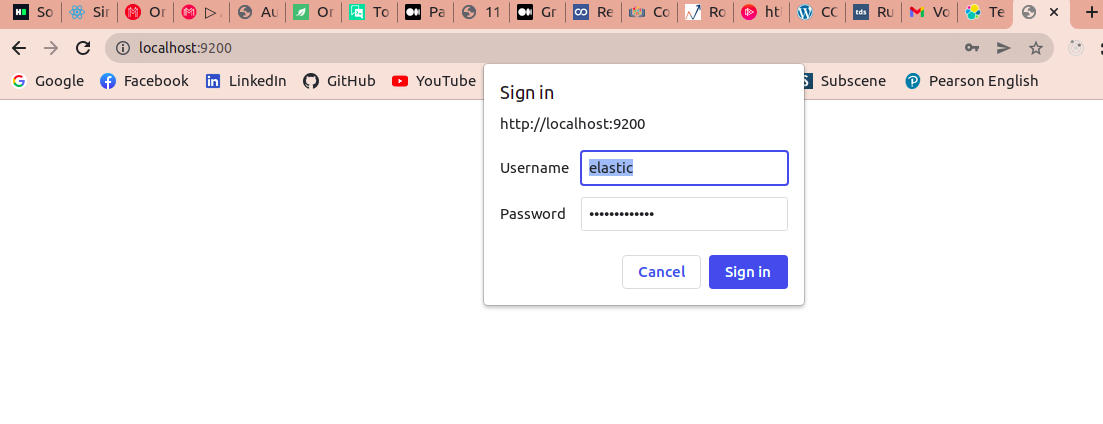 So Sir Or Au Or To Pa 11 Gr Re Co Ro ht CC Ru Vo Te
localhost:9200
Google Facebook LinkedIn GitHub YouTube Subscene Pearson English
Sign in
http://localhost:9200
Username elastic
Password •••••••••••••
Cancel Sign in